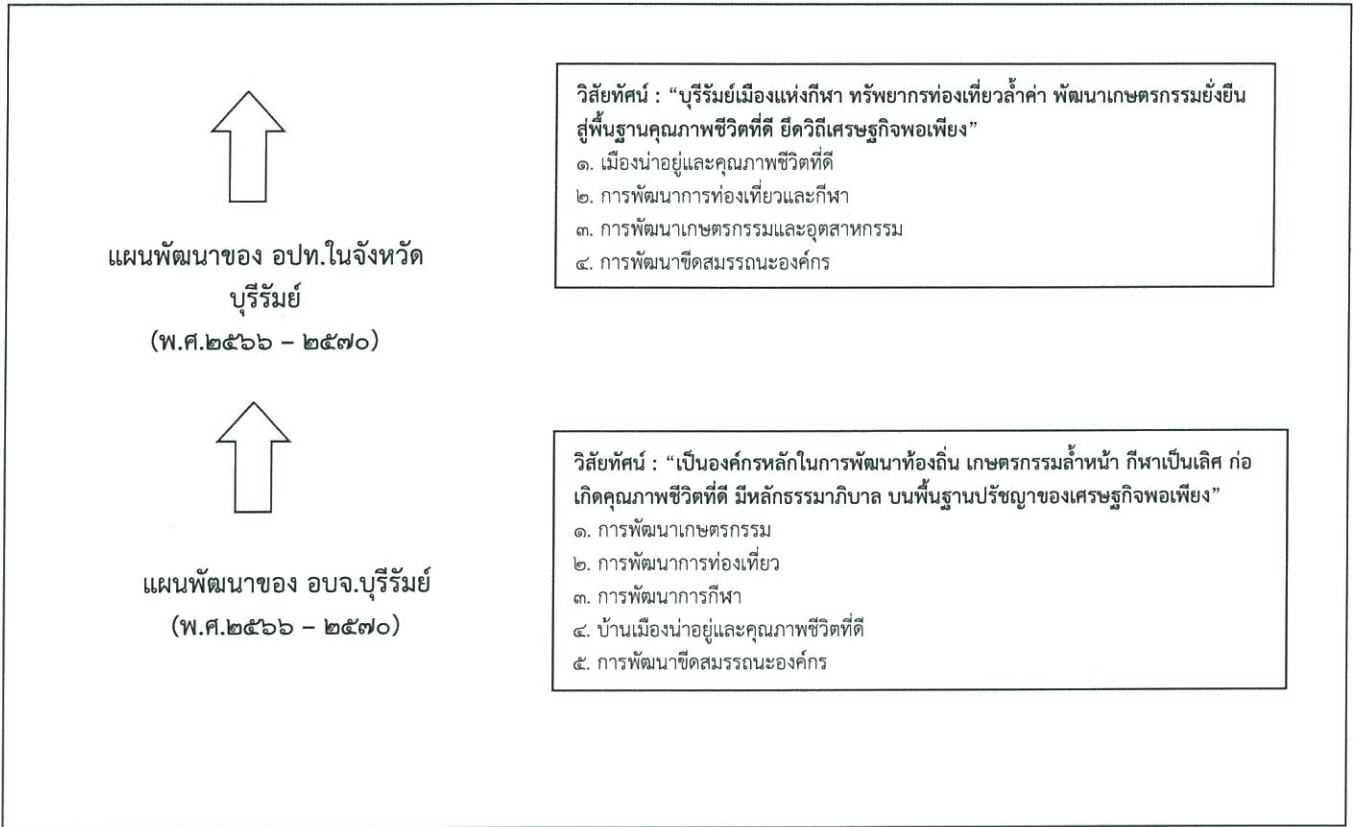 วิสัยทัศน์ : “บุรีรัมย์เมืองแห่งกีฬา ทรัพยากรท่องเที่ยวล้ำค่า พัฒนาเกษตรกรรมยั่งยืน
สู่พื้นฐานคุณภาพชีวิตที่ดี ยึดวิถีเศรษฐกิจพอเพียง”
๑. เมืองน่าอยู่และคุณภาพชีวิตที่ดี
๒. การพัฒนาการท่องเที่ยวและกีฬา
๓. การพัฒนาเกษตรกรรมและอุตสาหกรรม
๔. การพัฒนาขีดสมรรถนะองค์กร
แผนพัฒนาของ อปท.ในจังหวัด
บุรีรัมย์
(พ.ศ.๒๕๖๖ – ๒๕๗๐)
วิสัยทัศน์ : “เป็นองค์กรหลักในการพัฒนาท้องถิ่น เกษตรกรรมล้ำหน้า กีฬาเป็นเลิศ ก่อ
เกิดคุณภาพชีวิตที่ดี มีหลักธรรมาภิบาล บนพื้นฐานปรัชญาของเศรษฐกิจพอเพียง”
๑. การพัฒนาเกษตรกรรม
๒. การพัฒนาการท่องเที่ยว
๓. การพัฒนาการกีฬา
๔. บ้านเมืองน่าอยู่และคุณภาพชีวิตที่ดี
๕. การพัฒนาขีดสมรรถนะองค์กร
แผนพัฒนาของ อบจ.บุรีรัมย์
(พ.ศ.๒๕๖๖ – ๒๕๗๐)